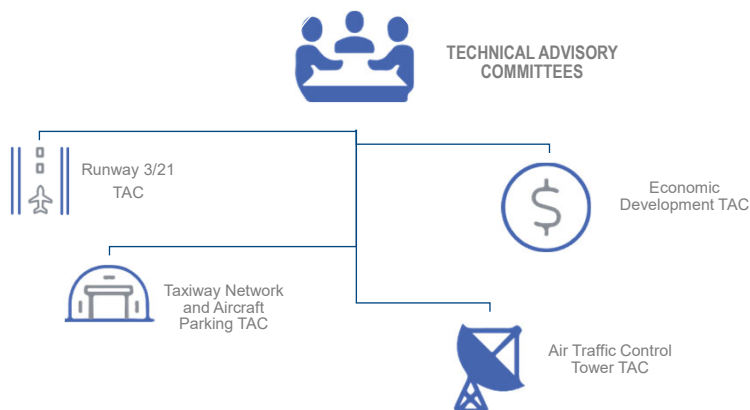 TECHNICAL ADVISORY
COMMITTEES
Runway 3/21
TAC
Economic
Development TAC
$
Taxiway Network
and Aircraft
Parking TAC
Air Traffic Control
Tower TAC